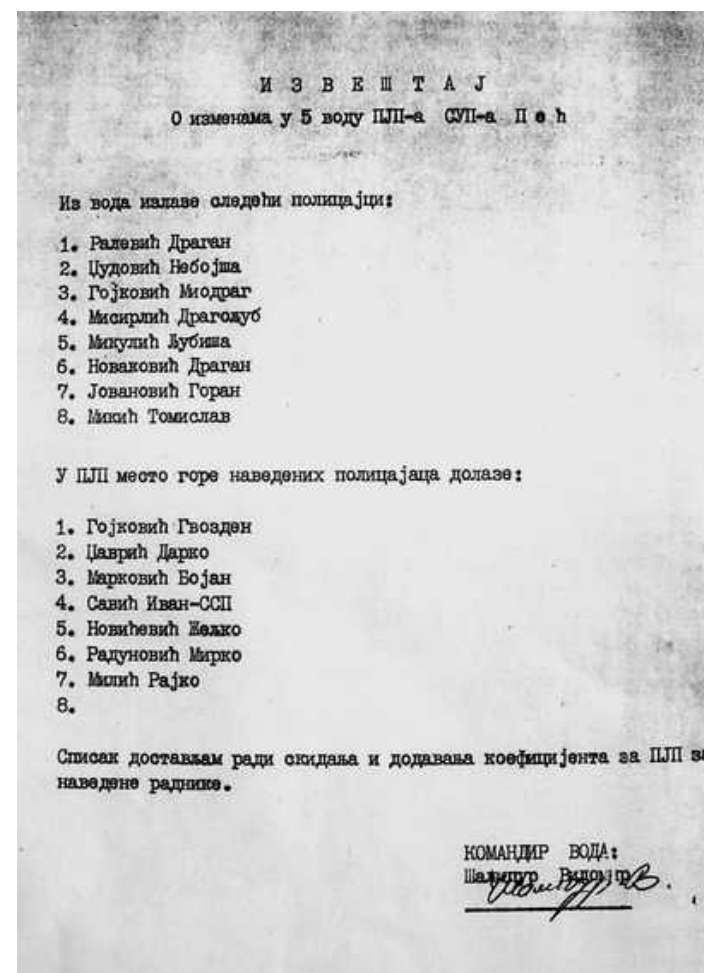 И З В Е Ш Т А Ј
О изменама у 5 воду ПЈП-а СУП-а П е ћ
Из вода излазе следећи полицајци:
1. Ралевић Драган
2. Цудовић Небојша
3. Гојковић Миодраг
4. Мисирлић Драгољуб
5. Микулић Љубиша
6. Новаковић Драган
7. Јовановић Горан
8. Микић Томислав
У ПЈП место горе наведених полицајаца долазе:
1. Гојковић Гвозден
2. Цаврић Дарко
3. Марковић Бојан
4. Савић Иван-ССП
5. Новићевић Жељко
6. Радуновић Мирко
7. Милић Рајко
8.
Списак достављам ради скидања и додавања коефицијента за ПЈП за
наведене раднике.
КОМАНДИР ВОДА:
Шаљипур Видомир